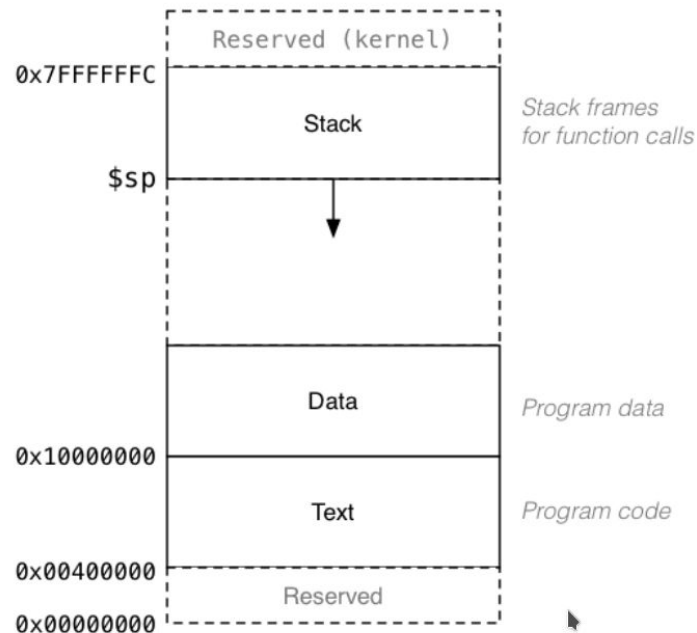 Reserved (kernel)
0x7FFFFFFC
Stack
Stack frames
for function calls
$sp
Data
Program data
0x10000000
Text
Program code
0x00400000
Reserved
0x00000000